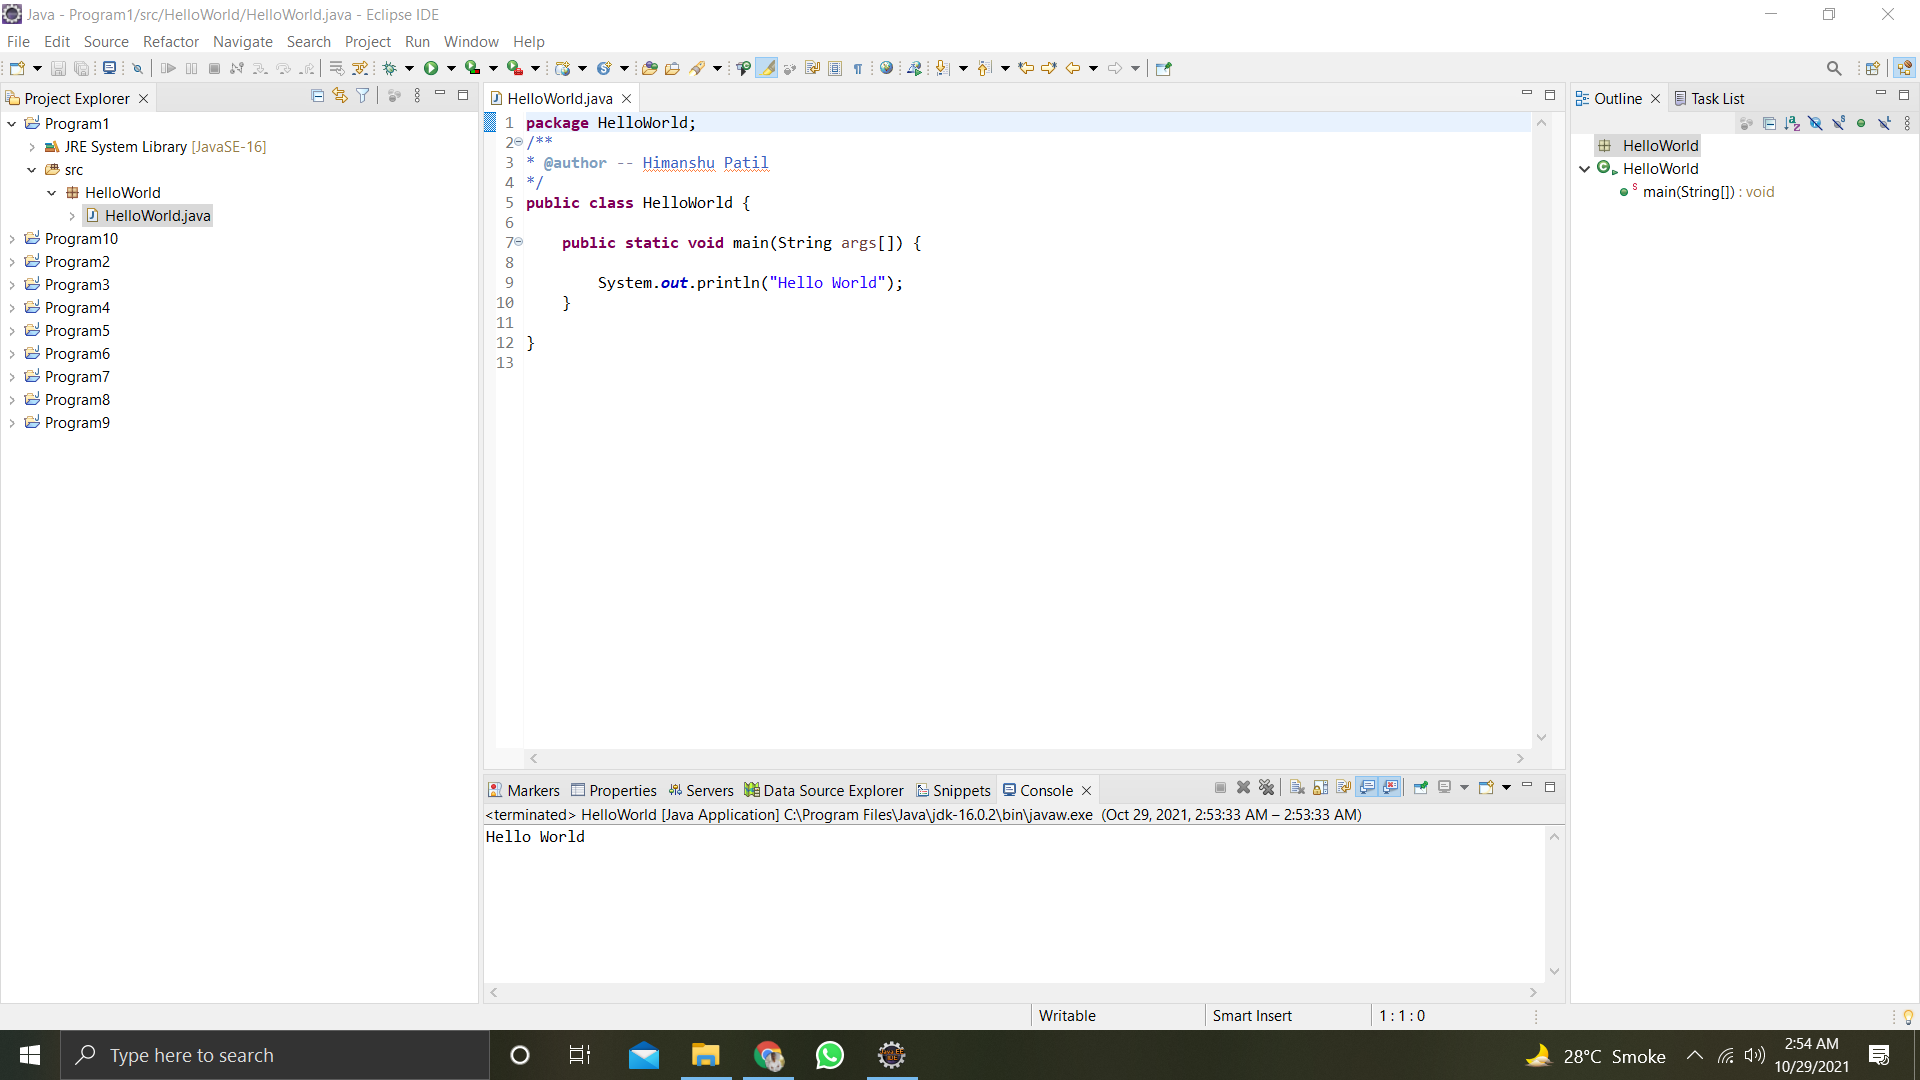 Java - Program1/src/HelloWorld/HelloWorld.java - Eclipse IDE
File Edit Source Refactor Navigate Search Project Run Window Help
Project Explorer
Program1
JRE System Library [JavaSE-16]
src
HelloWorld
HelloWorld.java
Program10
Program2
Program3
Program4
Program5
Program6
Program7
Program8
Program9
HelloWorld.java
1 package HelloWorld;
2 /**
3 * @author -- Himanshu Patil
4 */
5 public class HelloWorld {
6
7 public static void main(String args[]) {
8
9 System.out.println("Hello World");
10 }
11
12 }
13
Outline Task List
HelloWorld
HelloWorld
main(String[]) : void
Markers Properties Servers Data Source Explorer Snippets Console
<terminated> HelloWorld [Java Application] C:\Program Files\Java\jdk-16.0.2\bin\javaw.exe (Oct 29, 2021, 2:53:33 AM – 2:53:33 AM)
Hello World
Writable Smart Insert 1 : 1 : 0
Type here to search
28°C Smoke
2:54 AM
10/29/2021